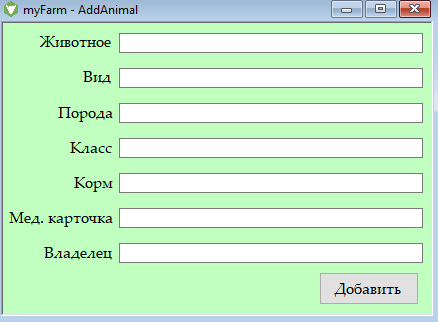 myFarm - AddAnimal
Животное
Вид
Порода
Класс
Корм
Мед. карточка
Владелец
Добавить